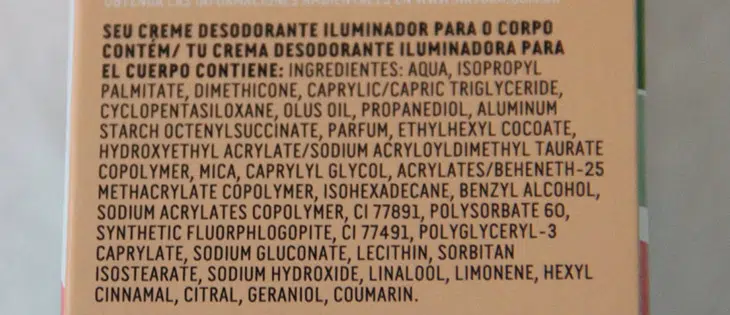 SEU CREME DESODORANTE ILUMINADOR PARA O CORPO
CONTÉM/ TU CREMA DESODORANTE ILUMINADORA PARA
EL CUERPO CONTIENE: INGREDIENTES: AQUA, ISOPROPYL
PALMITATE, DIMETHICONE, CAPRYLIC/CAPRIC TRIGLYCERIDE,
CYCLOPENTASILOXANE, OLUS OIL, PROPANEDIOL, ALUMINUM
STARCH OCTENYLSUCCINATE, PARFUM, ETHYLHEXYL COCOATE,
HYDROXYETHYL ACRYLATE/SODIUM ACRYLOYLDIMETHYL TAURATE
COPOLYMER, MICA, CAPRYLYL GLYCOL, ACRYLATES/BEHENETH-25
METHACRYLATE COPOLYMER, ISOHEXADECANE, BENZYL ALCOHOL,
SODIUM ACRYLATES COPOLYMER, CI 77891, POLYSORBATE 60,
SYNTHETIC FLUORPHLOGOPITE, CI 77491, POLYGLYCERYL-3
CAPRYLATE, SODIUM GLUCONATE, LECITHIN, SORBITAN
ISOSTEARATE, SODIUM HYDROXIDE, LINALOOL, LIMONENE, HEXYL
CINNAMAL, CITRAL, GERANIOL, COUMARIN.